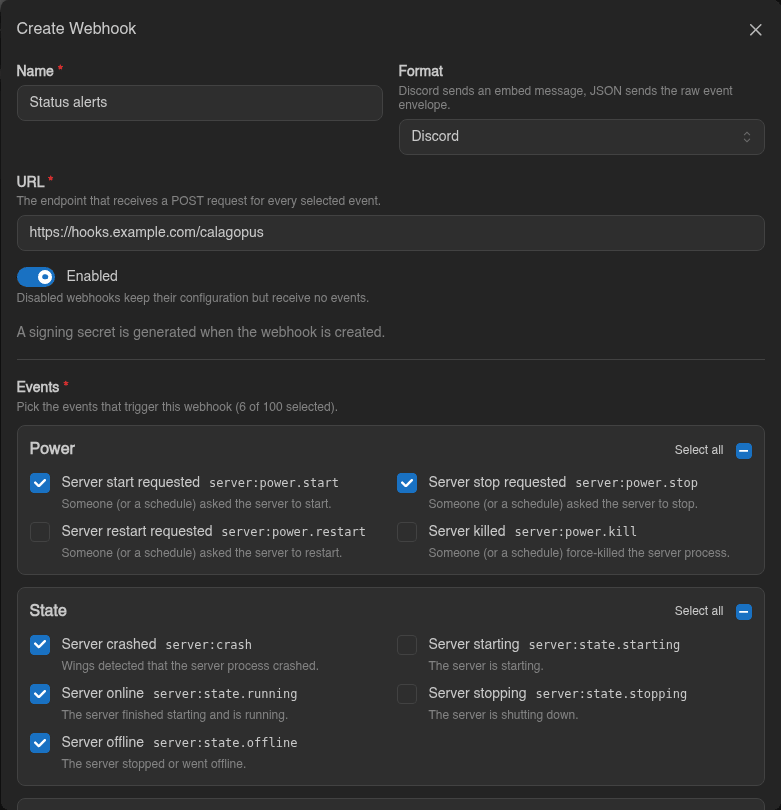 Create Webhook
Name *
Status alerts
Format
Discord sends an embed message, JSON sends the raw event
envelope.
Discord
URL *
The endpoint that receives a POST request for every selected event.
https://hooks.example.com/calagopus
Enabled
Disabled webhooks keep their configuration but receive no events.
A signing secret is generated when the webhook is created.
Events *
Pick the events that trigger this webhook (6 of 100 selected).
Power
Select all
Server start requested server:power.start
Someone (or a schedule) asked the server to start.
Server stop requested server:power.stop
Someone (or a schedule) asked the server to stop.
Server restart requested server:power.restart
Someone (or a schedule) asked the server to restart.
Server killed server:power.kill
Someone (or a schedule) force-killed the server process.
State
Select all
Server crashed server:crash
Wings detected that the server process crashed.
Server starting server:state.starting
The server is starting.
Server online server:state.running
The server finished starting and is running.
Server stopping server:state.stopping
The server is shutting down.
Server offline server:state.offline
The server stopped or went offline.